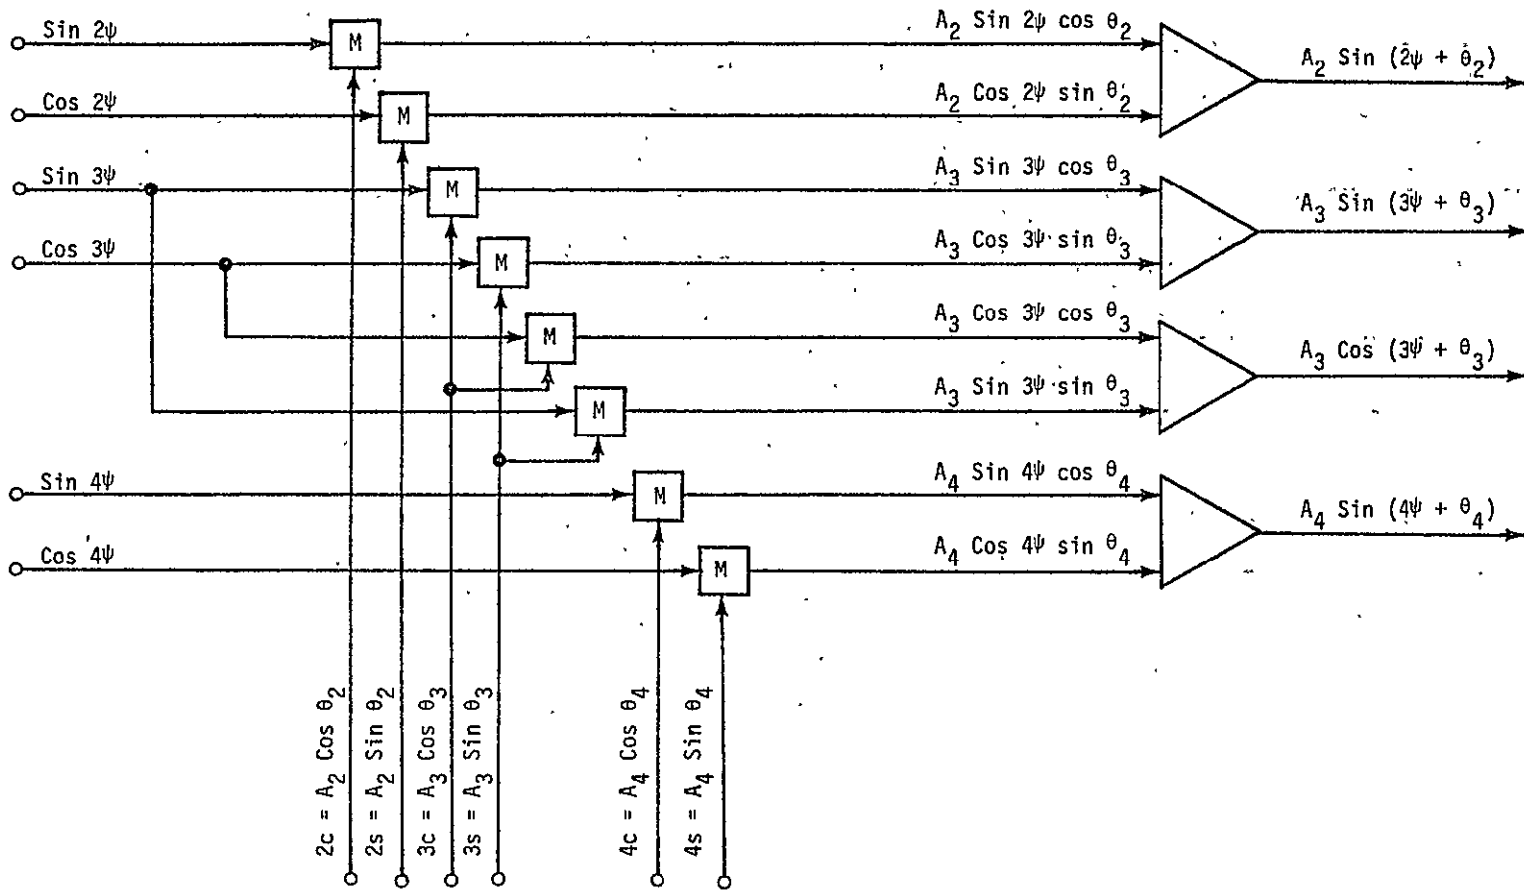 Sin 2ψ
M
A₂ Sin 2ψ cos θ₂
A₂ Sin (2ψ + θ₂)
Cos 2ψ
M
A₂ Cos 2ψ sin θ₂
Sin 3ψ
M
A₃ Sin 3ψ cos θ₃
A₃ Sin (3ψ + θ₃)
Cos 3ψ
M
A₃ Cos 3ψ sin θ₃
M
A₃ Cos 3ψ cos θ₃
A₃ Cos (3ψ + θ₃)
M
A₃ Sin 3ψ sin θ₃
Sin 4ψ
M
A₄ Sin 4ψ cos θ₄
A₄ Sin (4ψ + θ₄)
Cos 4ψ
M
A₄ Cos 4ψ sin θ₄
2c = A₂ Cos θ₂
2s = A₂ Sin θ₂
3c = A₃ Cos θ₃
3s = A₃ Sin θ₃
4c = A₄ Cos θ₄
4s = A₄ Sin θ₄